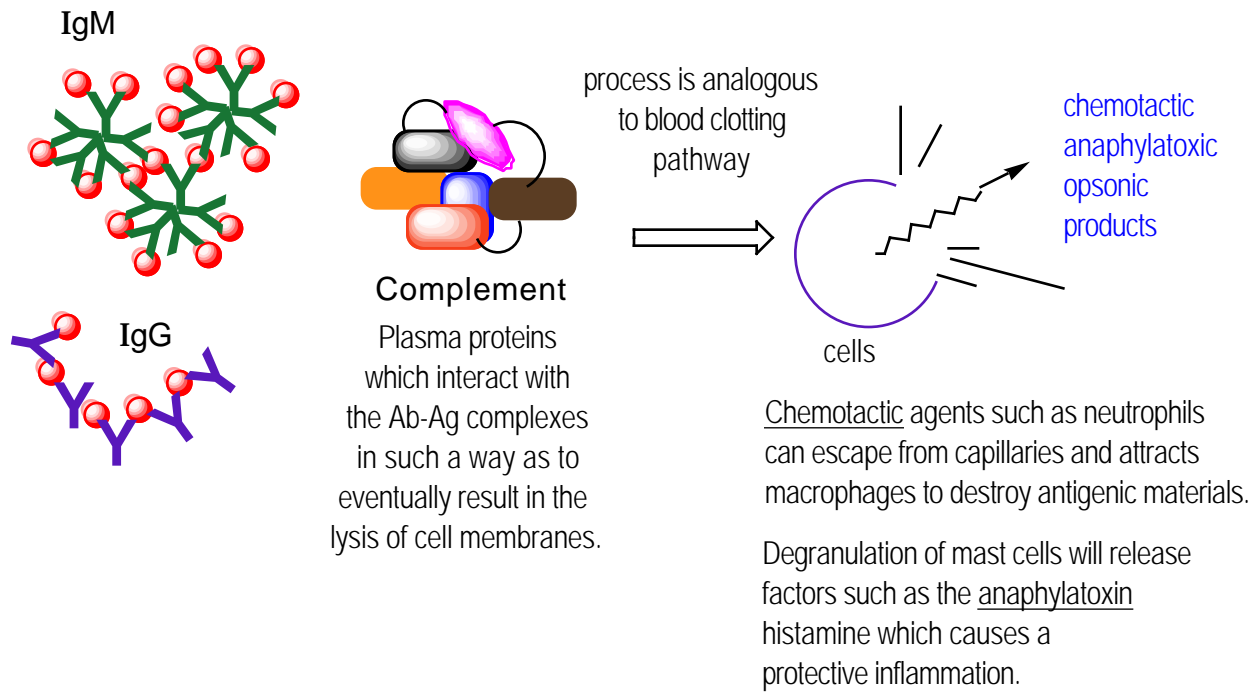 IgM
IgG
Complement
Plasma proteins
which interact with
the Ab-Ag complexes
in such a way as to
eventually result in the
lysis of cell membranes.
process is analogous
to blood clotting
pathway
cells
chemotactic
anaphylatoxic
opsonic
products
Chemotactic agents such as neutrophils
can escape from capillaries and attracts
macrophages to destroy antigenic materials.
Degranulation of mast cells will release
factors such as the anaphylatoxin
histamine which causes a
protective inflammation.